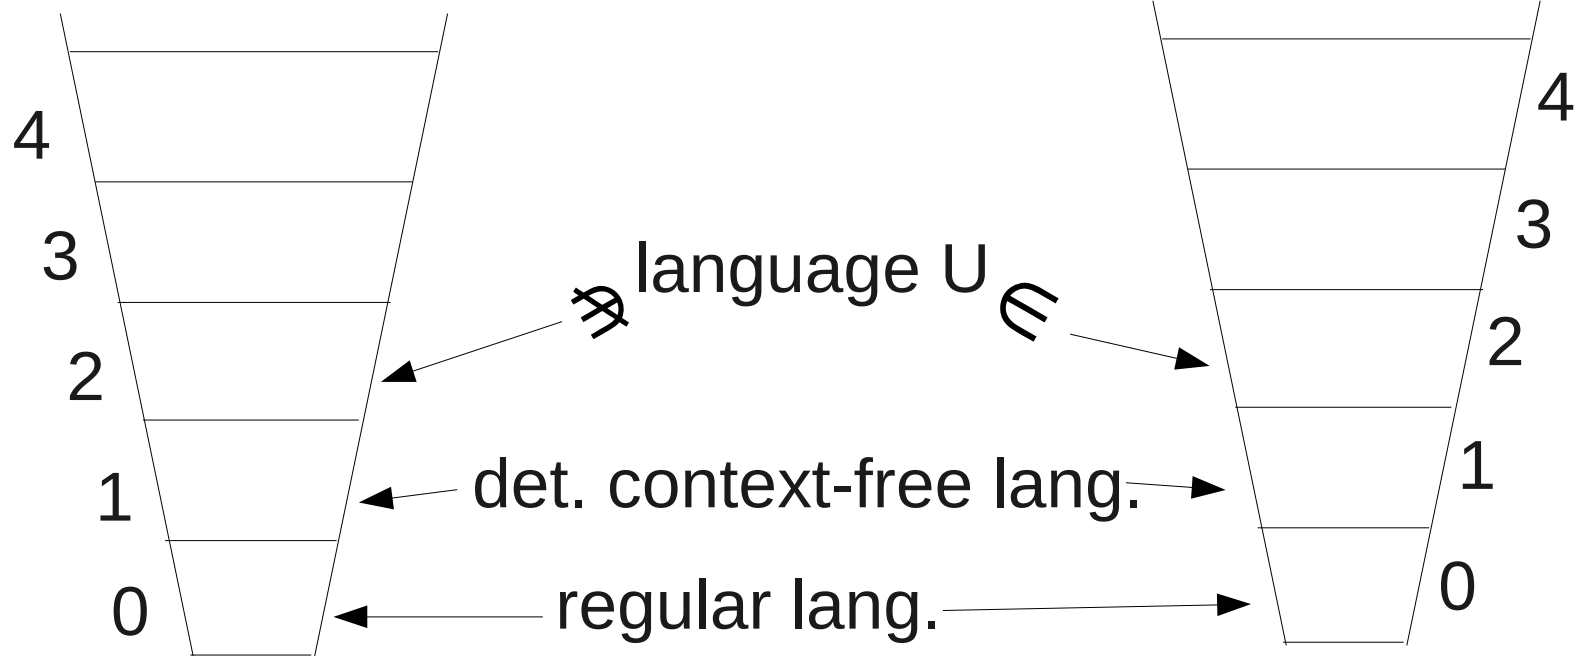 4 4
3 3
∌ language U ∈
2 2
1 det. context-free lang. 1
0 regular lang. 0